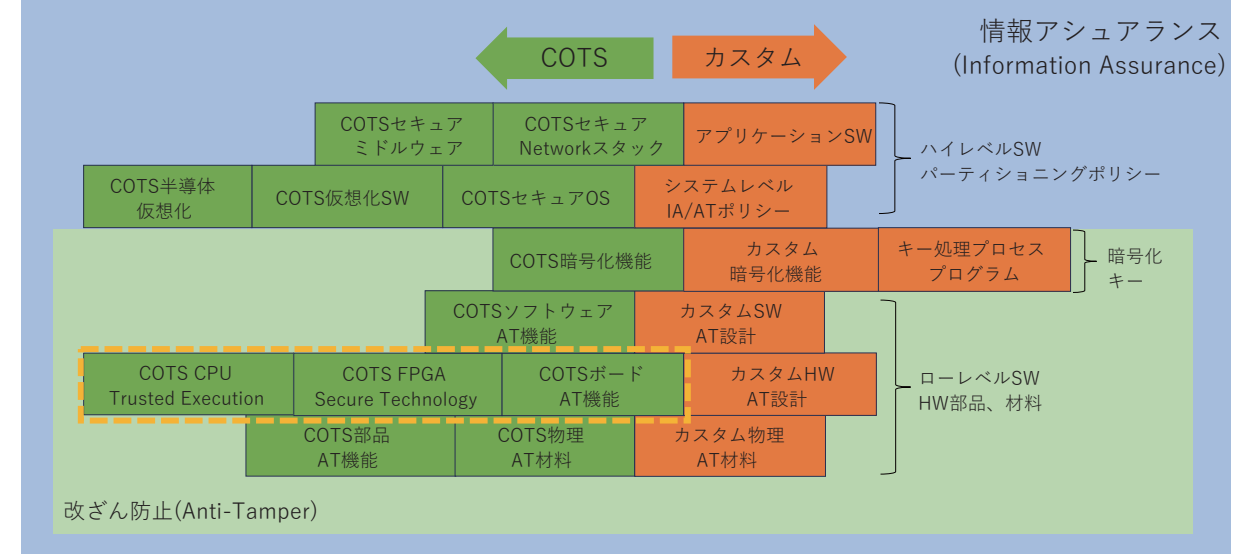 情報アシュアランス
(Information Assurance)
COTS
カスタム
COTSセキュア
ミドルウェア
COTSセキュア
Networkスタック
アプリケーションSW
ハイレベルSW
パーティショニングポリシー
COTS半導体
仮想化
COTS仮想化SW
COTSセキュアOS
システムレベル
IA/ATポリシー
COTS暗号化機能
カスタム
暗号化機能
キー処理プロセス
プログラム
暗号化
キー
COTSソフトウェア
AT機能
カスタムSW
AT設計
COTS CPU
Trusted Execution
COTS FPGA
Secure Technology
COTSボード
AT機能
カスタムHW
AT設計
ローレベルSW
HW部品、材料
COTS部品
AT機能
COTS物理
AT材料
カスタム物理
AT材料
改ざん防止(Anti-Tamper)